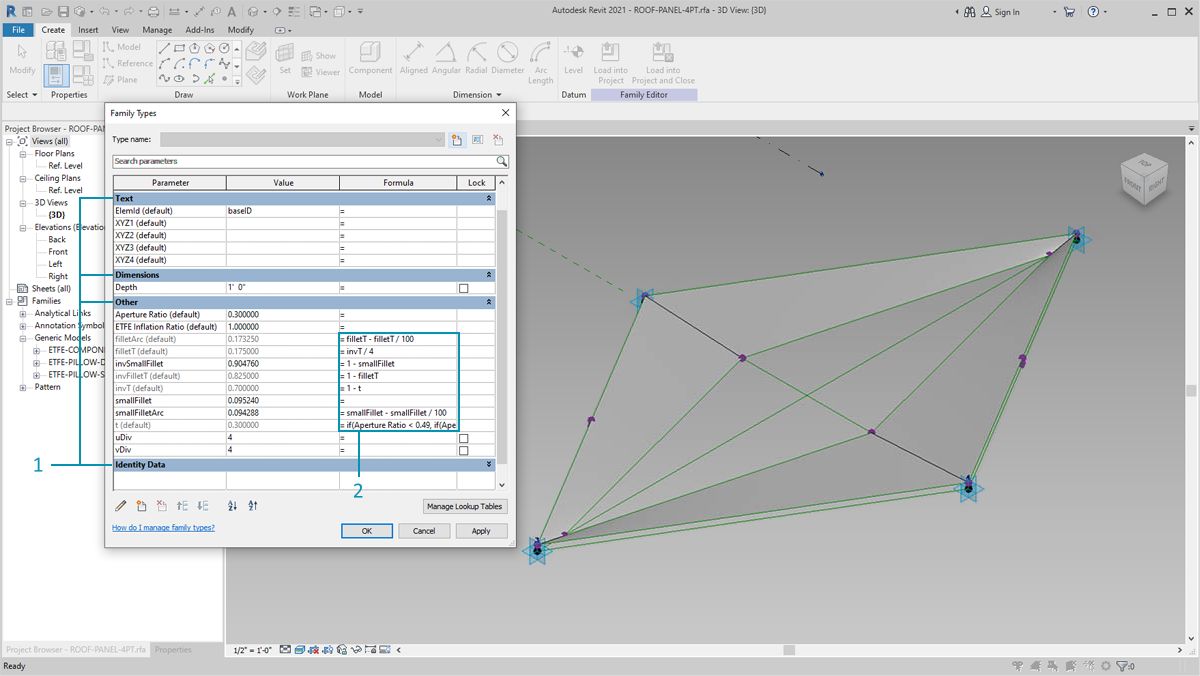 Autodesk Revit 2021 - ROOF-PANEL-4PT.rfa - 3D View: {3D}
Sign In
File Create Insert View Manage Add-Ins Modify
Modify
Model
Reference
Plane
Set
Show
Viewer
Component
Aligned Angular Radial Diameter Arc Length
Level
Load into Project
Load into Project and Close
Select Properties Draw Work Plane Model Dimension Datum Family Editor
Project Browser - ROOF-PAN
Views (all)
Floor Plans
Ref. Level
Ceiling Plans
Ref. Level
3D Views
{3D}
Elevations (Elevatio
Back
Front
Left
Right
Sheets (all)
Families
Analytical Links
Annotation Symbol
Generic Models
ETFE-COMPON
ETFE-PILLOW-D
ETFE-PILLOW-S
Pattern
Family Types
Type name:
Search parameters
Parameter Value Formula Lock
Text
ElemId (default) baseID =
XYZ1 (default) =
XYZ2 (default) =
XYZ3 (default) =
XYZ4 (default) =
Dimensions
Depth 1' 0" =
Other
Aperture Ratio (default) 0.300000 =
ETFE Inflation Ratio (default) 1.000000 =
filletArc (default) 0.173250 = filletT - filletT / 100
filletT (default) 0.175000 = invT / 4
invSmallFillet 0.904760 = 1 - smallFillet
invFilletT (default) 0.825000 = 1 - filletT
invT (default) 0.700000 = 1 - t
smallFillet 0.095240 =
smallFilletArc 0.094288 = smallFillet - smallFillet / 100
t (default) 0.300000 = if(Aperture Ratio < 0.49, if(Ape
uDiv 4 =
vDiv 4 =
Identity Data
1
2
Manage Lookup Tables
How do I manage family types?
OK Cancel Apply
TOP
FRONT RIGHT
Project Browser - ROOF-PANEL-4PT.rfa Properties
1/2" = 1'-0"
Ready
:0